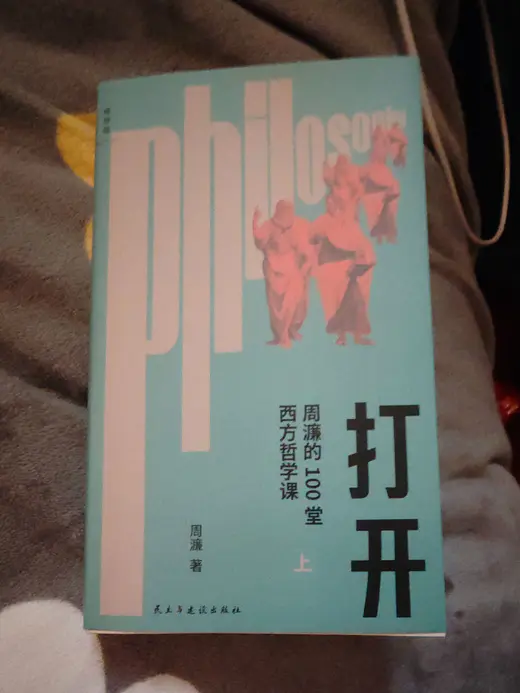 philosophy
打开
周濂的100堂
西方哲学课
上
周濂 著
民主与建设出版社